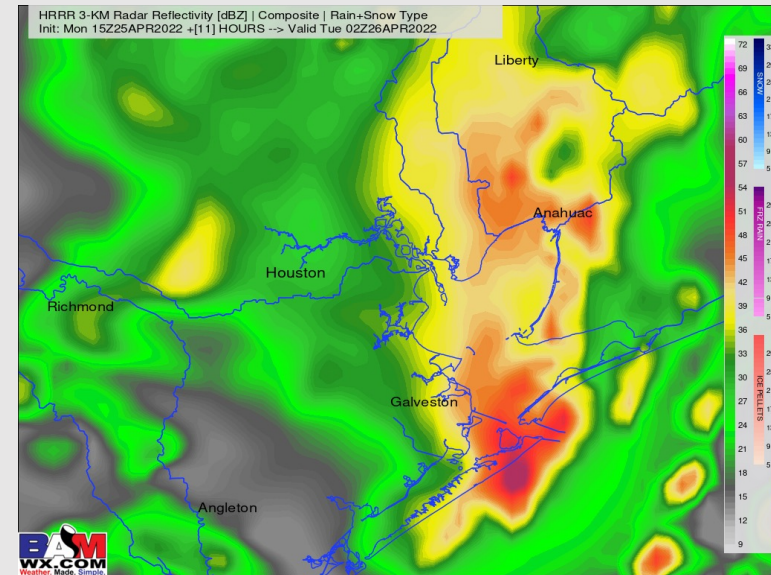 HRRR 3-KM Radar Reflectivity [dBZ] | Composite | Rain+Snow Type
Init: Mon 15Z25APR2022 +[11] HOURS --> Valid Tue 02Z26APR2022
Liberty
Anahuac
Houston
Richmond
Galveston
Angleton
BAM
WX.COM
Weather. Made. Simple.
72
69
66
63
60
57
54
51
48
45
42
39
36
33
30
27
24
21
18
15
12
9
SNOW
FRZ RAIN
ICE PELLETS